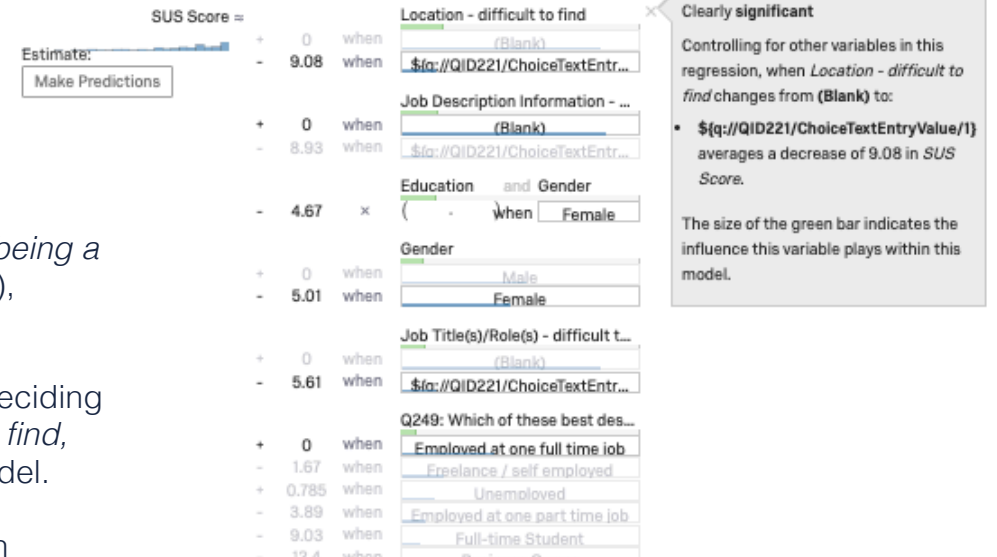 SUS Score ≈
Estimate:
Make Predictions
Location - difficult to find
+ 0 when (Blank)
- 9.08 when ${q://QID221/ChoiceTextEntr...
Job Description Information - ...
+ 0 when (Blank)
- 8.93 when ${q://QID221/ChoiceTextEntr...
Education and Gender
- 4.67 × ( - ) when Female
Gender
+ 0 when Male
- 5.01 when Female
Job Title(s)/Role(s) - difficult t...
+ 0 when (Blank)
- 5.61 when ${q://QID221/ChoiceTextEntr...
Q249: Which of these best des...
+ 0 when Employed at one full time job
- 1.67 when Freelance / self employed
+ 0.785 when Unemployed
- 3.89 when Employed at one part time job
- 9.03 when Full-time Student
- 12.4 when
×
Clearly significant
Controlling for other variables in this
regression, when Location - difficult to
find changes from (Blank) to:
• ${q://QID221/ChoiceTextEntryValue/1}
averages a decrease of 9.08 in SUS
Score.
The size of the green bar indicates the
influence this variable plays within this
model.
being a
),
eciding
find,
del.